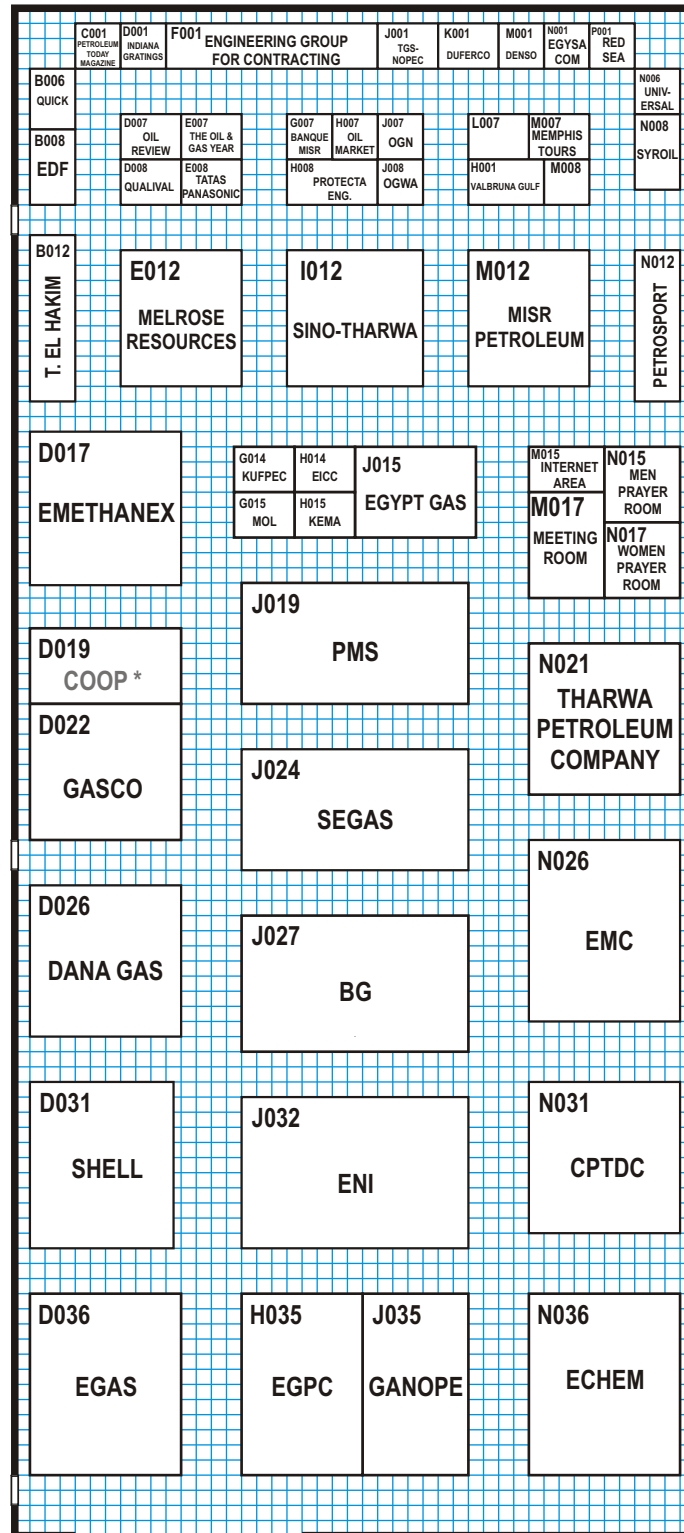 C001
PETROLEUM
TODAY
MAGAZINE
D001
INDIANA
GRATINGS
F001
ENGINEERING GROUP
FOR CONTRACTING
J001
TGS-
NOPEC
K001
DUFERCO
M001
DENSO
N001
EGYSA
COM
P001
RED
SEA
B006
QUICK
N006
UNIV-
ERSAL
B008
EDF
D007
OIL
REVIEW
E007
THE OIL &
GAS YEAR
G007
BANQUE
MISR
H007
OIL
MARKET
J007
OGN
L007
M007
MEMPHIS
TOURS
N008
SYROIL
D008
QUALIVAL
E008
TATAS
PANASONIC
H008
PROTECTA
ENG.
J008
OGWA
H001
VALBRUNA GULF
M008
B012
T. EL HAKIM
E012
MELROSE
RESOURCES
I012
SINO-THARWA
M012
MISR
PETROLEUM
N012
PETROSPORT
D017
EMETHANEX
G014
KUFPEC
H014
EICC
J015
EGYPT GAS
G015
MOL
H015
KEMA
M015
INTERNET
AREA
N015
MEN
PRAYER
ROOM
M017
MEETING
ROOM
N017
WOMEN
PRAYER
ROOM
J019
PMS
D019
COOP *
N021
THARWA
PETROLEUM
COMPANY
D022
GASCO
J024
SEGAS
N026
EMC
D026
DANA GAS
J027
BG
D031
SHELL
J032
ENI
N031
CPTDC
D036
EGAS
H035
EGPC
J035
GANOPE
N036
ECHEM